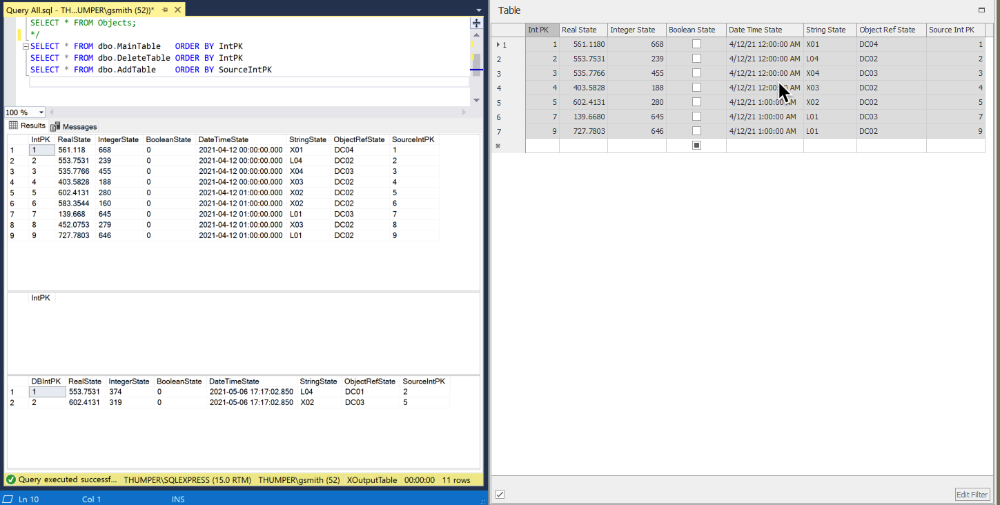 Query All.sql - TH...UMPER\gsmith (52))*
SELECT * FROM Objects;
*/
SELECT * FROM dbo.MainTable ORDER BY IntPK
SELECT * FROM dbo.DeleteTable ORDER BY IntPK
SELECT * FROM dbo.AddTable ORDER BY SourceIntPK
100 %
Results Messages
IntPK RealState IntegerState BooleanState DateTimeState StringState ObjectRefState SourceIntPK
1 1 561.118 668 0 2021-04-12 00:00:00.000 X01 DC04 1
2 2 553.7531 239 0 2021-04-12 00:00:00.000 L04 DC02 2
3 3 535.7766 455 0 2021-04-12 00:00:00.000 X04 DC03 3
4 4 403.5828 188 0 2021-04-12 00:00:00.000 X03 DC02 4
5 5 602.4131 280 0 2021-04-12 01:00:00.000 X02 DC02 5
6 6 583.3544 160 0 2021-04-12 01:00:00.000 X02 DC02 6
7 7 139.668 645 0 2021-04-12 01:00:00.000 L01 DC03 7
8 8 452.0753 279 0 2021-04-12 01:00:00.000 X03 DC02 8
9 9 727.7803 646 0 2021-04-12 01:00:00.000 L01 DC02 9
IntPK
DBIntPK RealState IntegerState BooleanState DateTimeState StringState ObjectRefState SourceIntPK
1 1 553.7531 374 0 2021-05-06 17:17:02.850 L04 DC01 2
2 2 602.4131 319 0 2021-05-06 17:17:02.850 X02 DC03 5
Query executed successf... THUMPER\SQLEXPRESS (15.0 RTM) THUMPER\gsmith (52) XOutputTable 00:00:00 11 rows
Ln 10 Col 1 INS
Table
Int PK Real State Integer State Boolean State Date Time State String State Object Ref State Source Int PK
1 1 561.1180 668 4/12/21 12:00:00 AM X01 DC04 1
2 2 553.7531 239 4/12/21 12:00:00 AM L04 DC02 2
3 3 535.7766 455 4/12/21 12:00:00 AM X04 DC03 3
4 4 403.5828 188 4/12/21 12:00:00 AM X03 DC02 4
5 5 602.4131 280 4/12/21 1:00:00 AM X02 DC02 5
6 7 139.6680 645 4/12/21 1:00:00 AM L01 DC03 7
7 9 727.7803 646 4/12/21 1:00:00 AM L01 DC02 9
Edit Filter